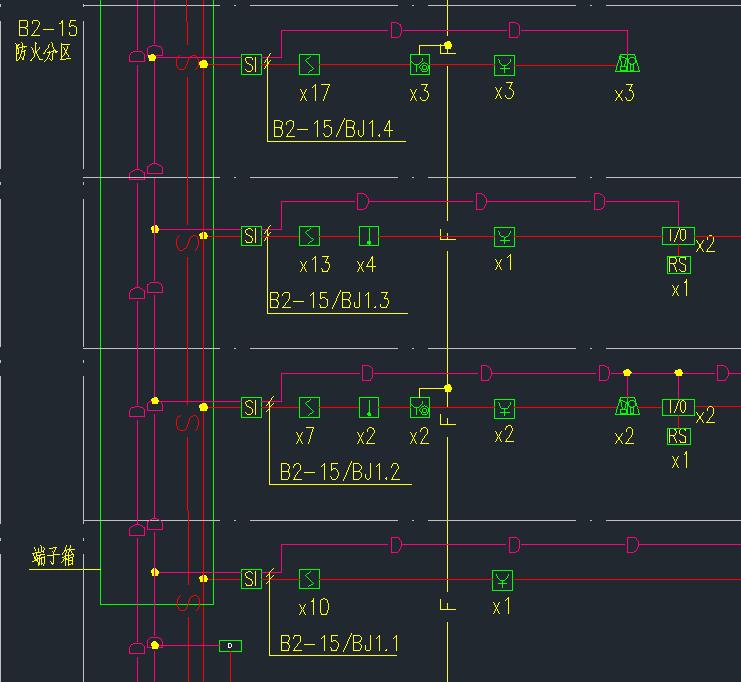 B2-15
防火分区
D
D
S
SI
x17
x3
F
x3
x3
B2-15/BJ1.4
D
D
D
S
SI
x13
x4
F
x1
I/O
x2
RS
x1
B2-15/BJ1.3
D
D
D
D
S
SI
x7
x2
x2
F
x2
x2
I/O
x2
RS
x1
B2-15/BJ1.2
端子箱
D
D
D
S
SI
x10
F
x1
B2-15/BJ1.1
D